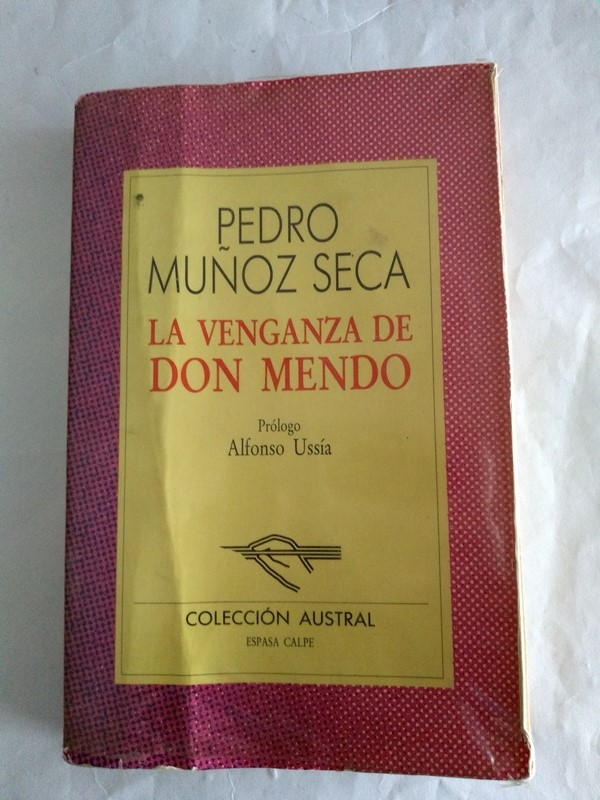 PEDRO
MUÑOZ SECA
LA VENGANZA DE
DON MENDO
Prólogo
Alfonso Ussía
COLECCIÓN AUSTRAL
ESPASA CALPE